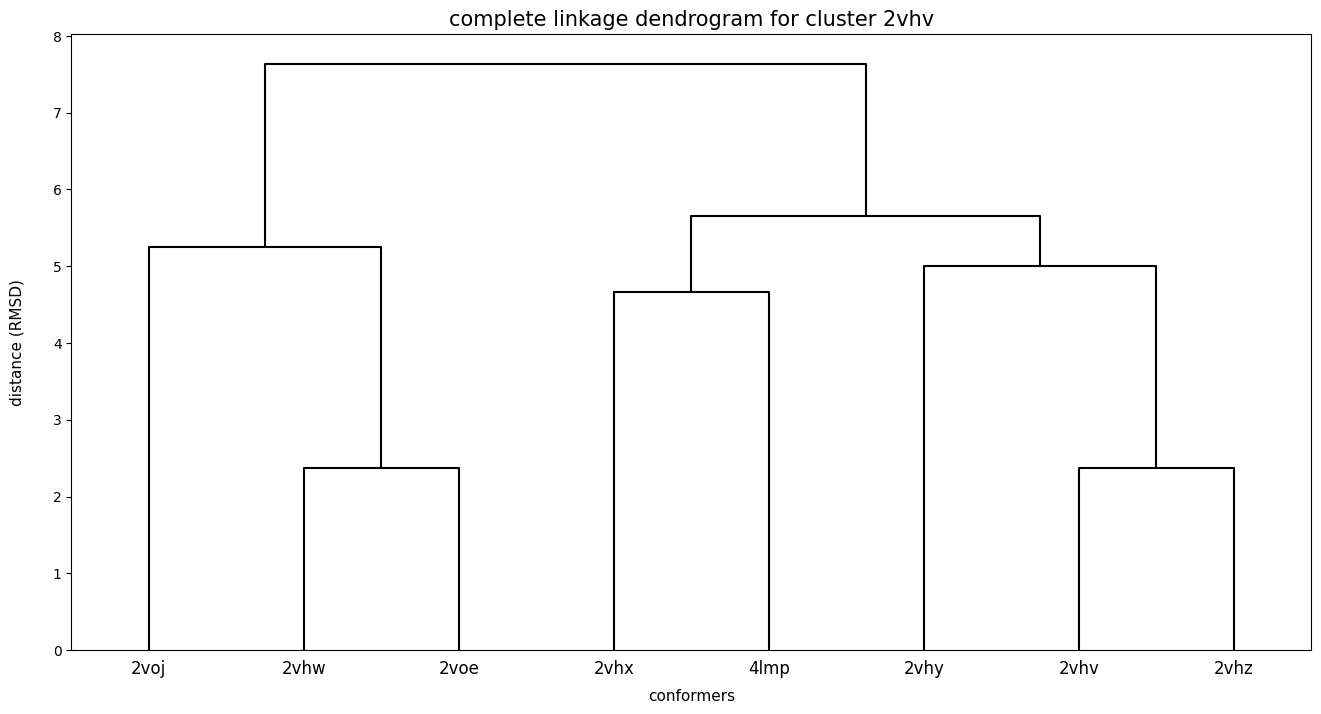 complete linkage dendrogram for cluster 2vhv
8
7
6
5
4
3
2
1
0
distance (RMSD)
2voj 2vhw 2voe 2vhx 4lmp 2vhy 2vhv 2vhz
conformers